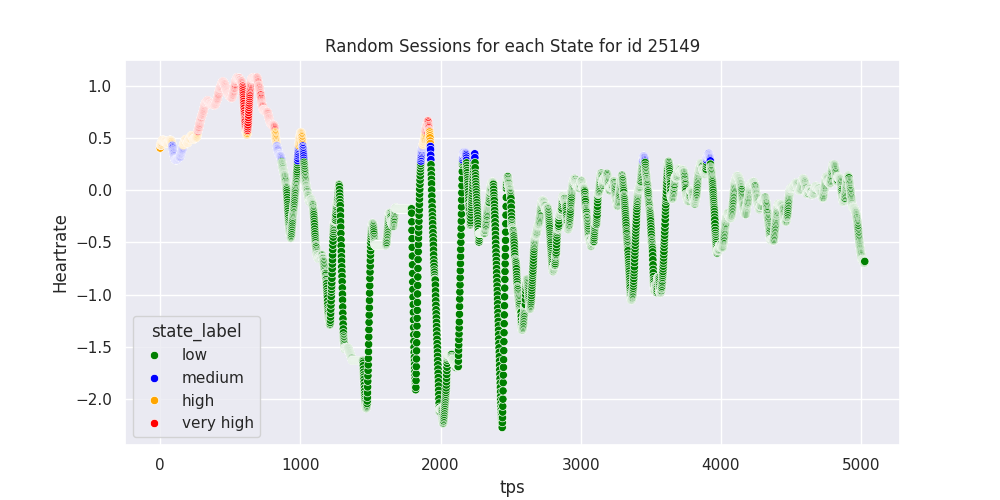 Random Sessions for each State for id 25149
Heartrate
1.0
0.5
0.0
−0.5
−1.0
−1.5
−2.0
state_label
low
medium
high
very high
0 1000 2000 3000 4000 5000
tps